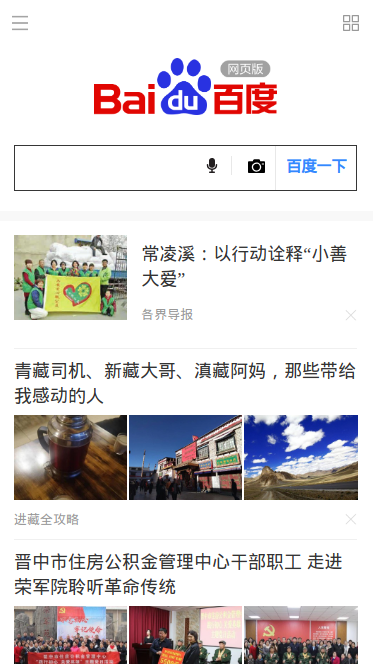 Bai du 百度
网页版
百度一下
常凌溪：以行动诠释“小善
大爱”
各界导报
青藏司机、新藏大哥、滇藏阿妈，那些带给
我感动的人
进藏全攻略
晋中市住房公积金管理中心干部职工 走进
荣军院聆听革命传统